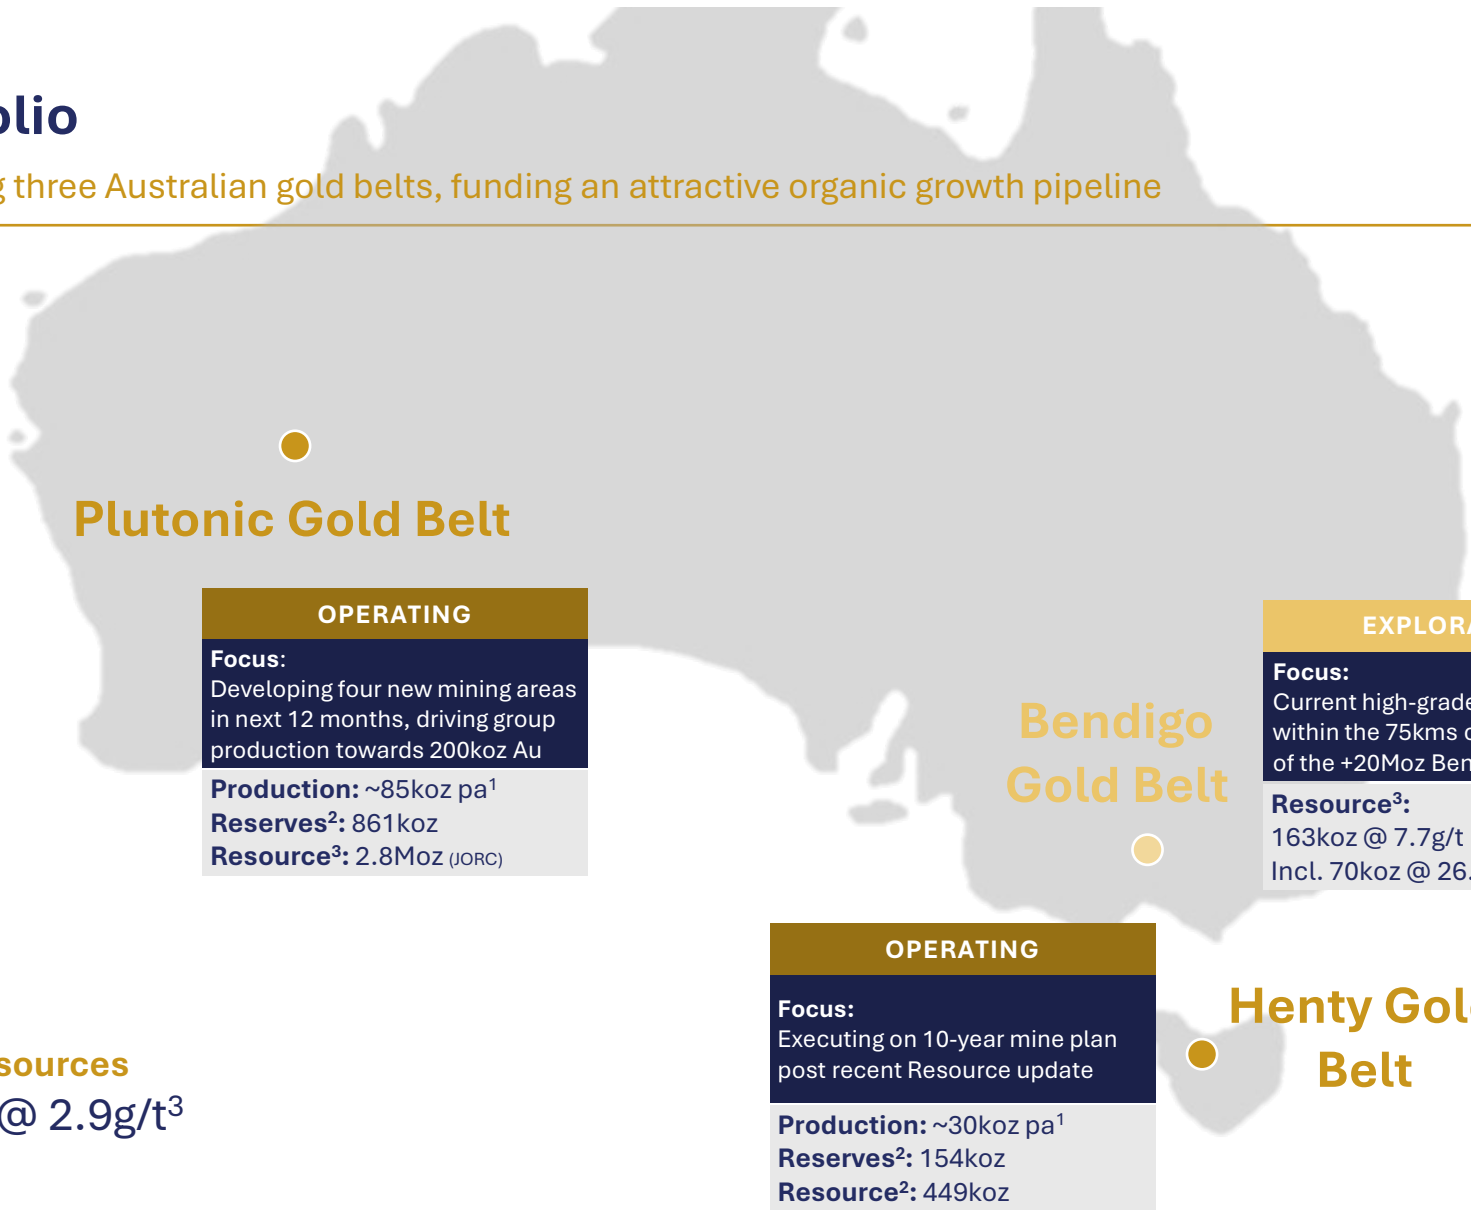 olio
g three Australian gold belts, funding an attractive organic growth pipeline
Plutonic Gold Belt
OPERATING
Focus:
Developing four new mining areas
in next 12 months, driving group
production towards 200koz Au
Production: ~85koz pa¹
Reserves²: 861koz
Resource³: 2.8Moz (JORC)
Bendigo
Gold Belt
EXPLORA
Focus:
Current high-grade
within the 75kms o
of the +20Moz Ben
Resource³:
163koz @ 7.7g/t
Incl. 70koz @ 26.
OPERATING
Focus:
Executing on 10-year mine plan
post recent Resource update
Production: ~30koz pa¹
Reserves²: 154koz
Resource²: 449koz
Henty Gol
Belt
sources
@ 2.9g/t³